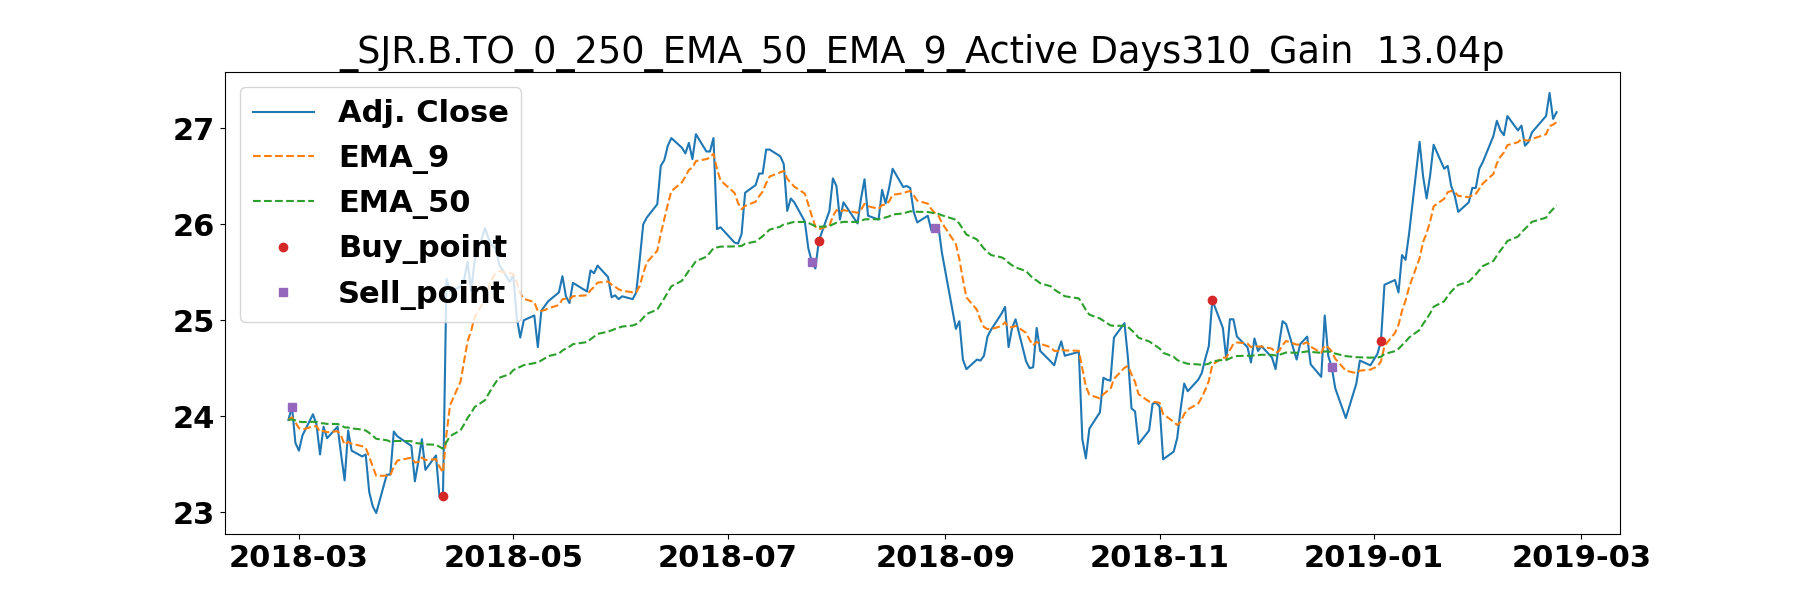 _SJR.B.TO_0_250_EMA_50_EMA_9_Active Days310_Gain  13.04p
Adj. Close
EMA_9
EMA_50
Buy_point
Sell_point
27
26
25
24
23
2018-03 2018-05 2018-07 2018-09 2018-11 2019-01 2019-03